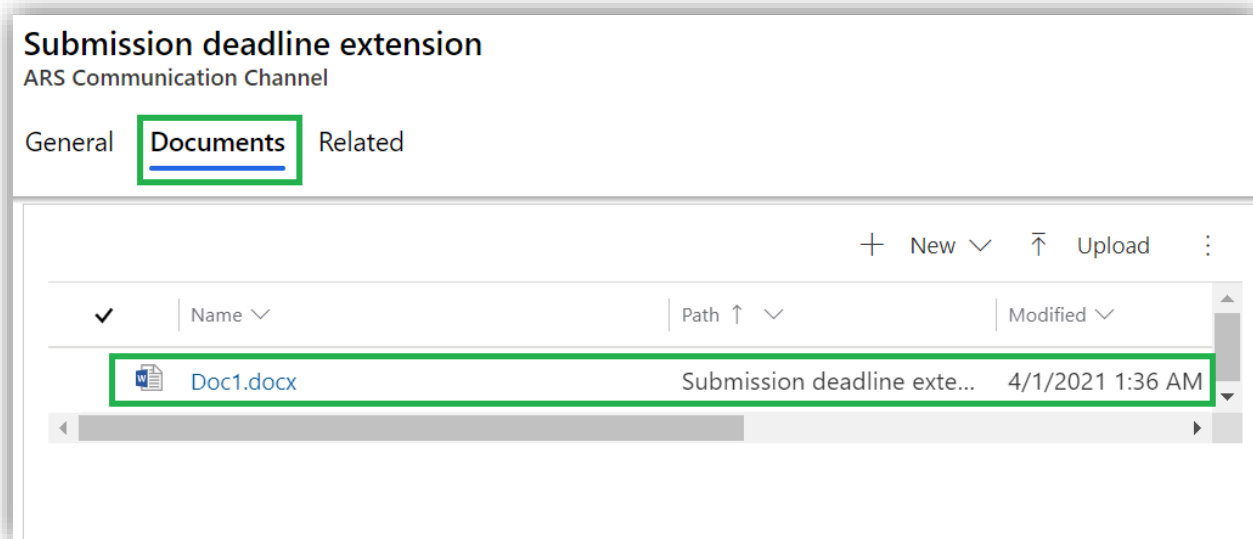 Submission deadline extension
ARS Communication Channel
General Documents Related
New Upload
Name Path Modified
Doc1.docx Submission deadline exte... 4/1/2021 1:36 AM